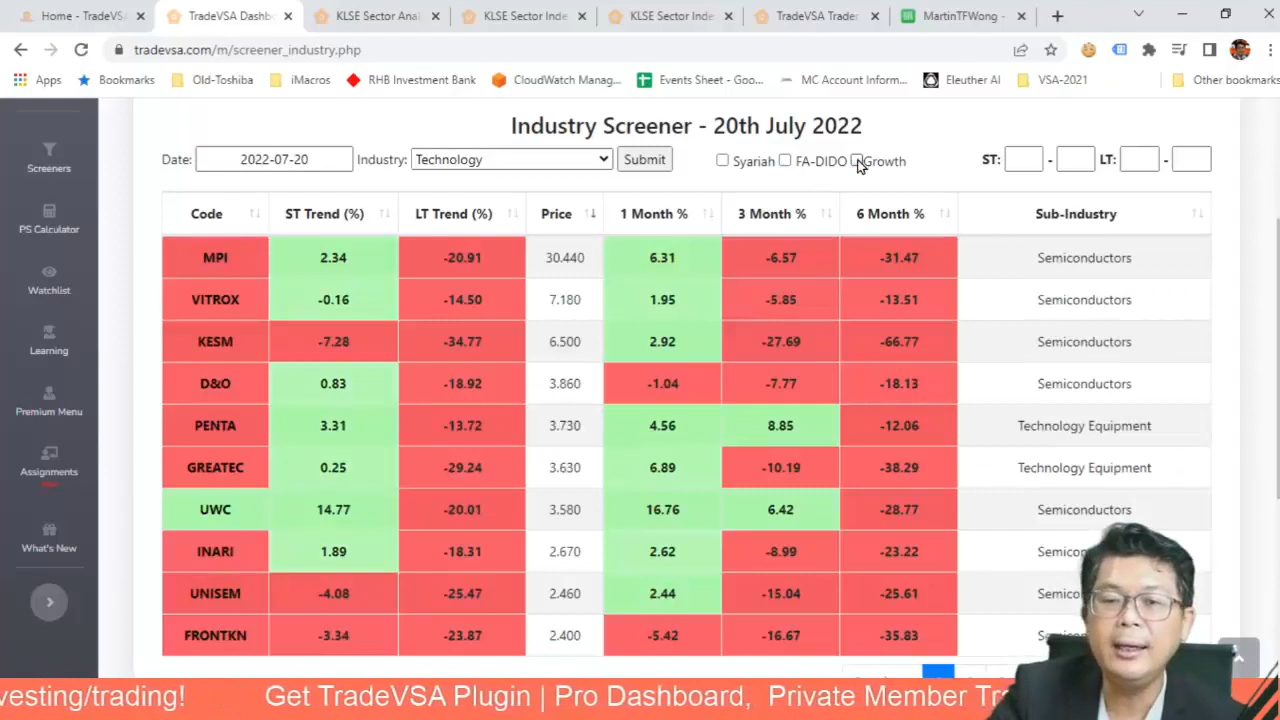 Home - TradeVSA
TradeVSA Dashb
KLSE Sector Anal
KLSE Sector Inde
KLSE Sector Inde
TradeVSA Trader
MartinTFWong -
tradevsa.com/m/screener_industry.php
Apps
Bookmarks
Old-Toshiba
iMacros
RHB Investment Bank
CloudWatch Manag...
Events Sheet - Goo...
MC Account Inform...
Eleuther AI
VSA-2021
Other bookmarks
Screeners
PS Calculator
Watchlist
Learning
Premium Menu
Assignments
What's New
Industry Screener - 20th July 2022
Date: 2022-07-20 Industry: Technology Submit Syariah FA-DIDO Growth ST: - LT: -
Code ST Trend (%) LT Trend (%) Price 1 Month % 3 Month % 6 Month % Sub-Industry
MPI 2.34 -20.91 30.440 6.31 -6.57 -31.47 Semiconductors
VITROX -0.16 -14.50 7.180 1.95 -5.85 -13.51 Semiconductors
KESM -7.28 -34.77 6.500 2.92 -27.69 -66.77 Semiconductors
D&O 0.83 -18.92 3.860 -1.04 -7.77 -18.13 Semiconductors
PENTA 3.31 -13.72 3.730 4.56 8.85 -12.06 Technology Equipment
GREATEC 0.25 -29.24 3.630 6.89 -10.19 -38.29 Technology Equipment
UWC 14.77 -20.01 3.580 16.76 6.42 -28.77 Semiconductors
INARI 1.89 -18.31 2.670 2.62 -8.99 -23.22 Semico
UNISEM -4.08 -25.47 2.460 2.44 -15.04 -25.61 Semico
FRONTKN -3.34 -23.87 2.400 -5.42 -16.67 -35.83
vesting/trading! Get TradeVSA Plugin | Pro Dashboard, Private Member Tr